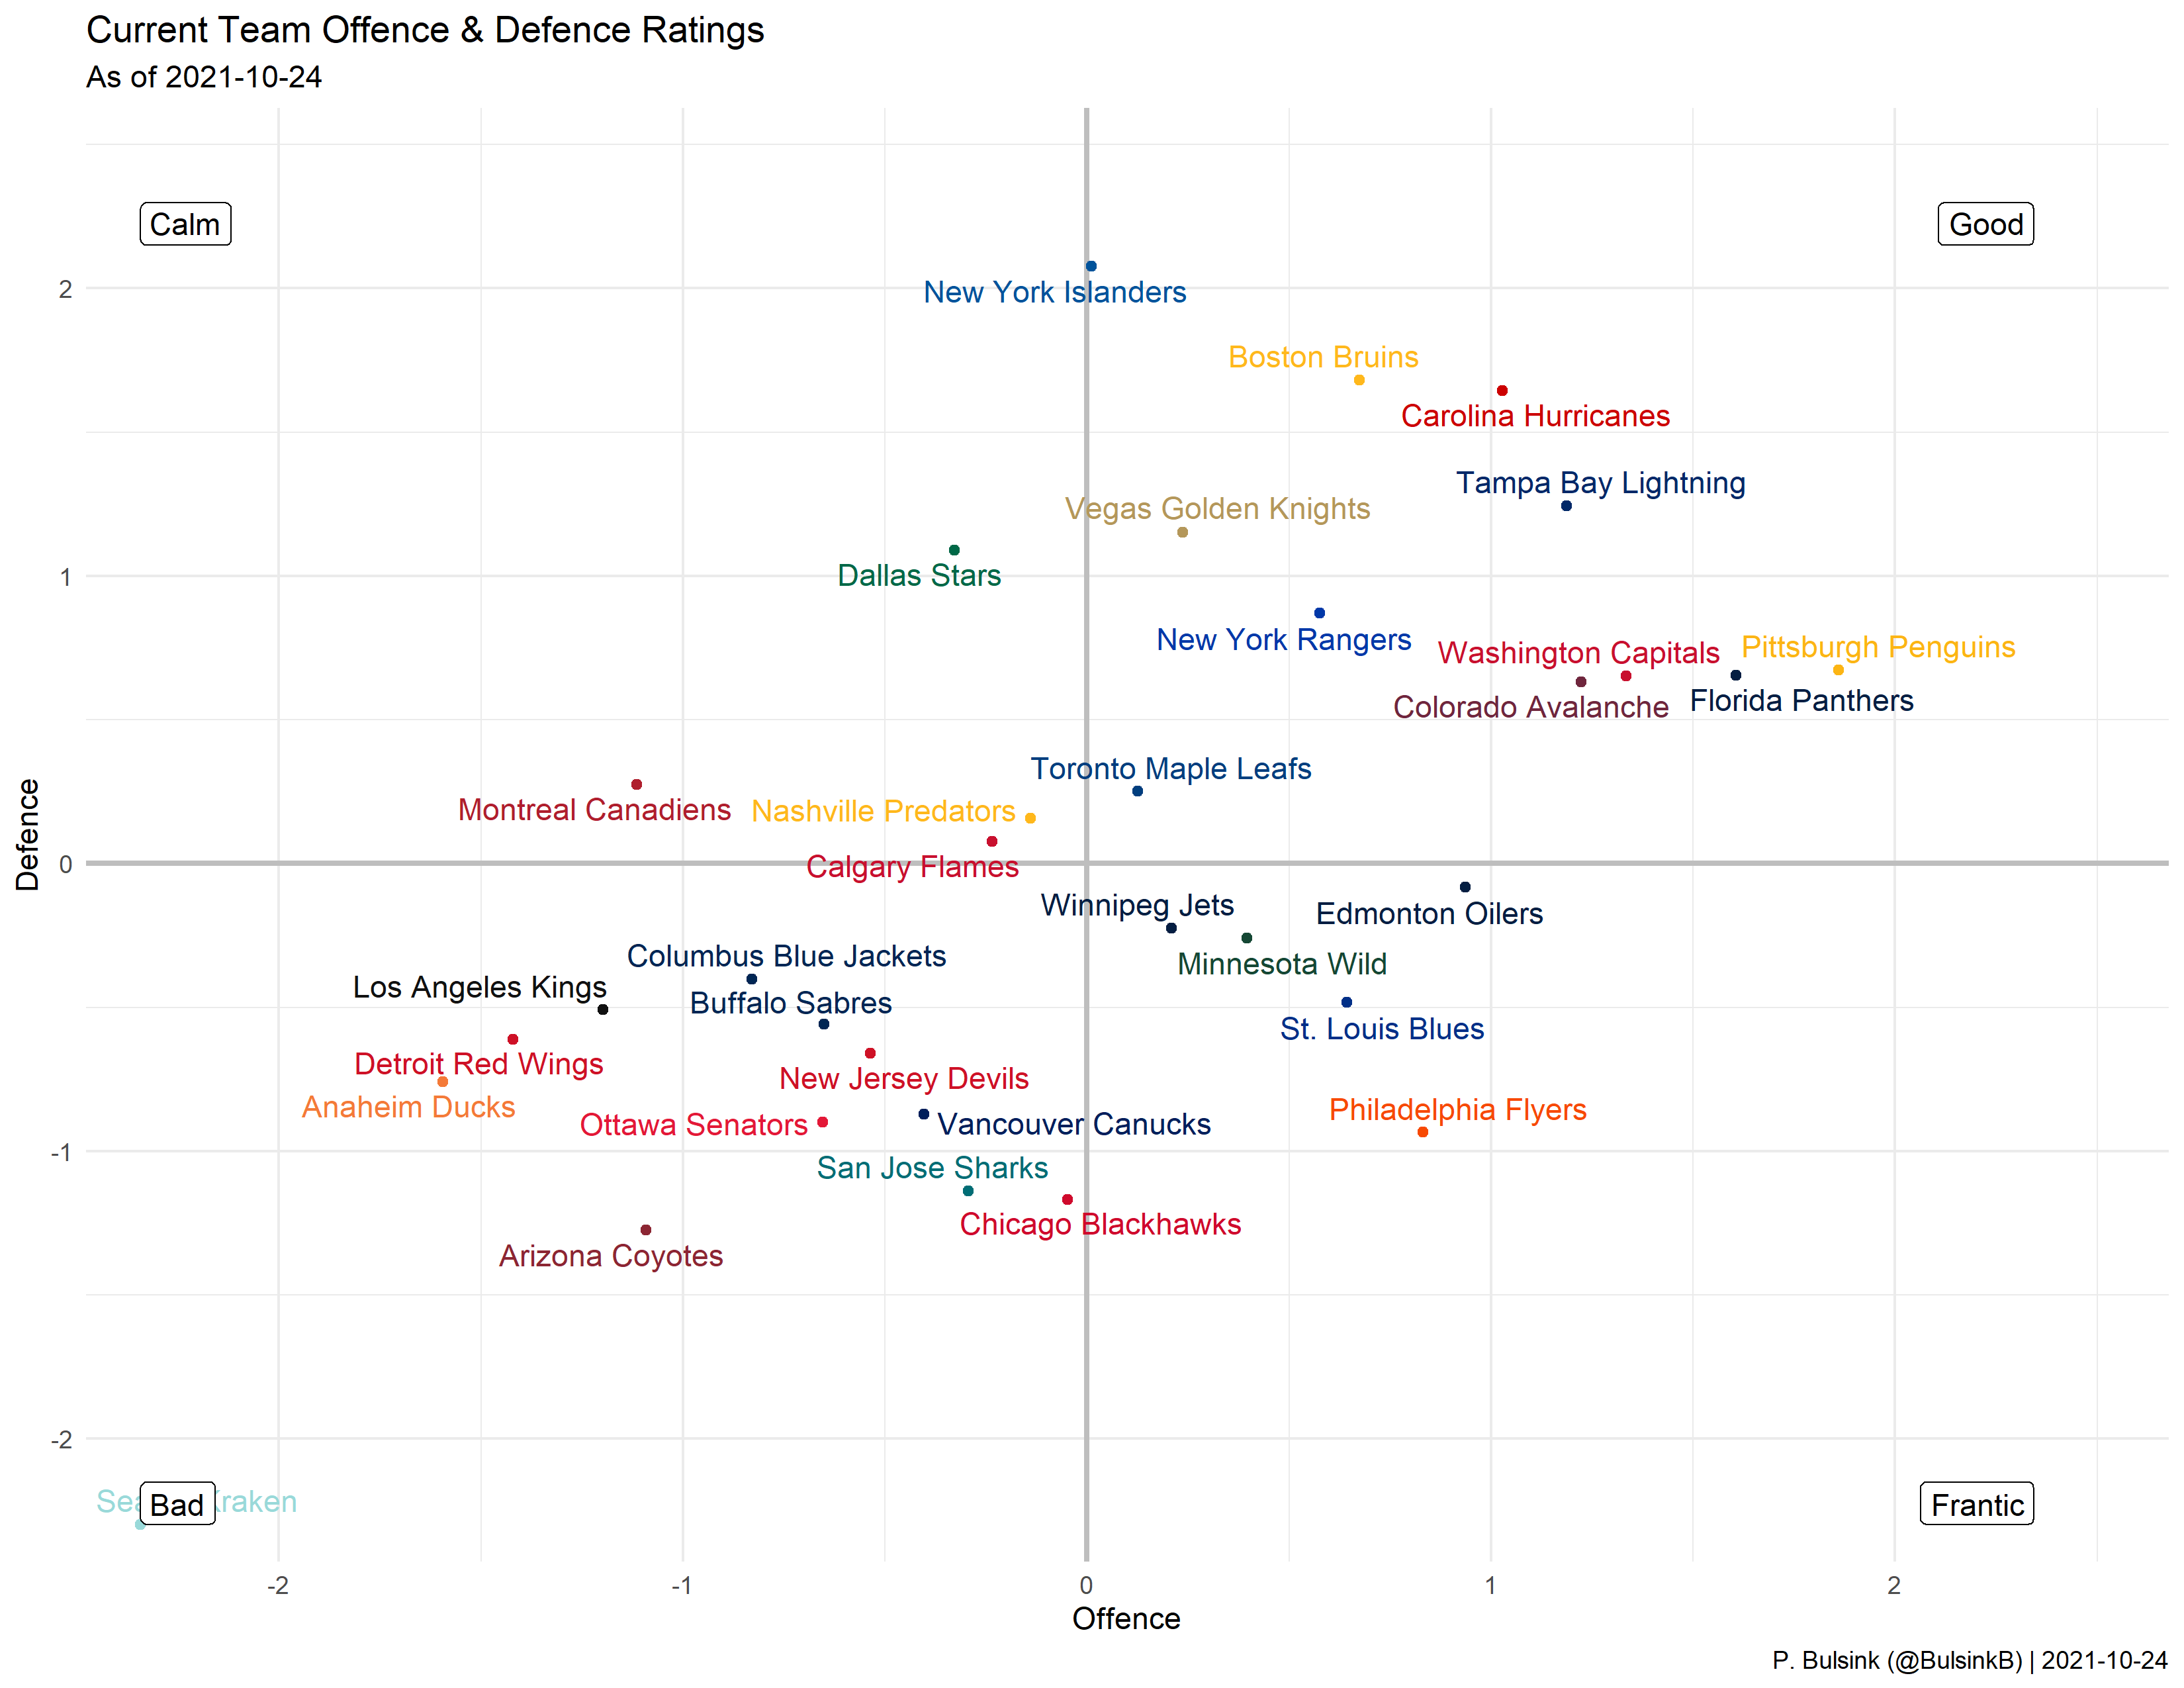 Current Team Offence & Defence Ratings
As of 2021-10-24
Calm
Good
2
New York Islanders
Boston Bruins
Carolina Hurricanes
Tampa Bay Lightning
Vegas Golden Knights
1
Dallas Stars
New York Rangers
Washington Capitals
Pittsburgh Penguins
Colorado Avalanche
Florida Panthers
Toronto Maple Leafs
Montreal Canadiens
Nashville Predators
Defence
0
Calgary Flames
Winnipeg Jets
Edmonton Oilers
Columbus Blue Jackets
Minnesota Wild
Los Angeles Kings
Buffalo Sabres
St. Louis Blues
Detroit Red Wings
New Jersey Devils
Anaheim Ducks
Ottawa Senators
Vancouver Canucks
Philadelphia Flyers
-1
San Jose Sharks
Chicago Blackhawks
Arizona Coyotes
-2
Kraken
Bad
Frantic
-2
-1
0
1
2
Offence
P. Bulsink (@BulsinkB) | 2021-10-24